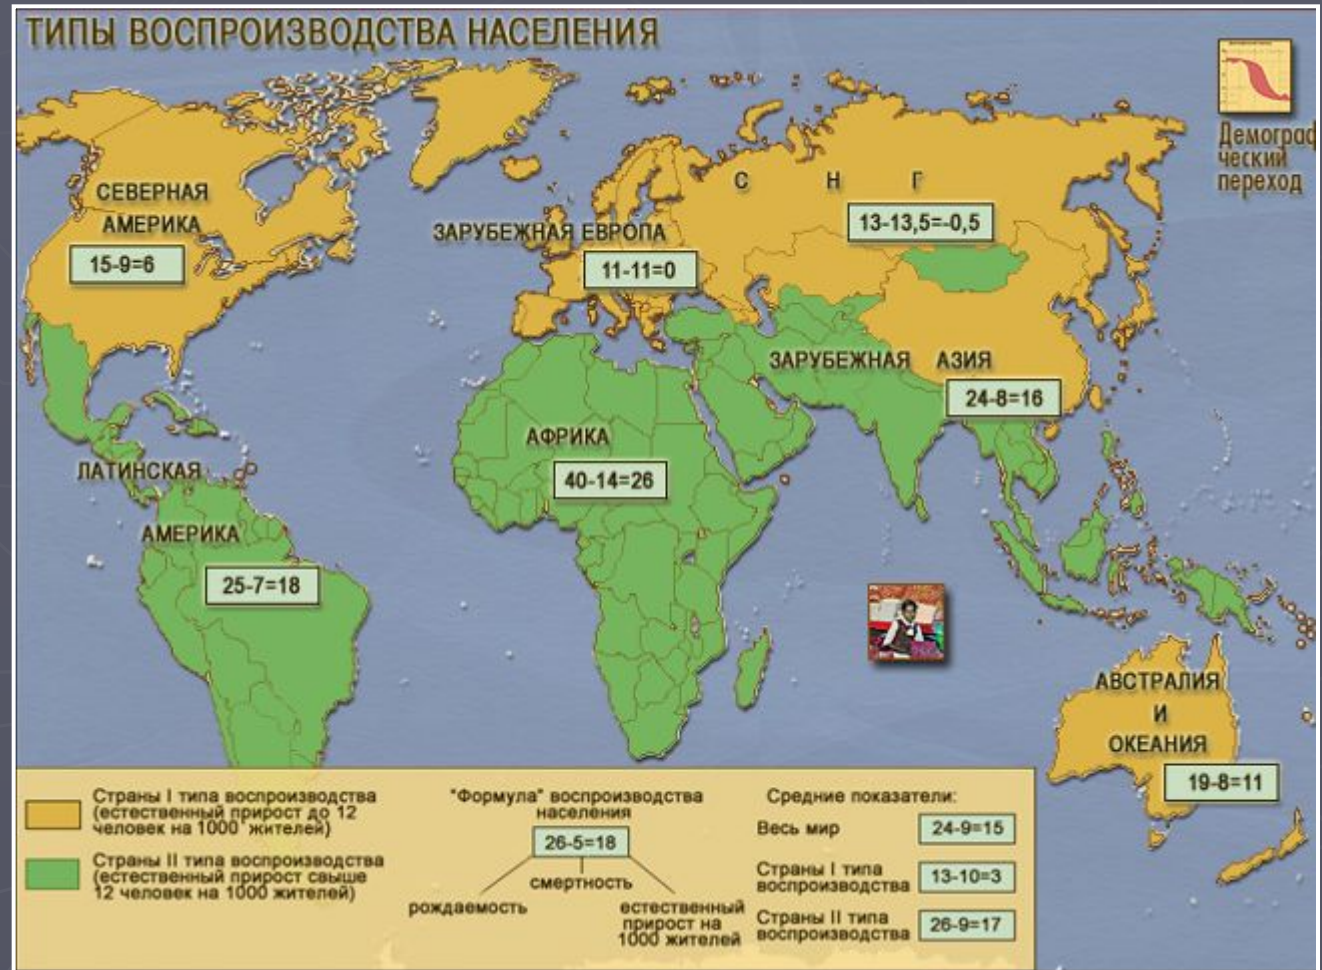 ТИПЫ ВОСПРОИЗВОДСТВА НАСЕЛЕНИЯ
Демограф
ческий
переход
СЕВЕРНАЯ
АМЕРИКА
15-9=6
ЗАРУБЕЖНАЯ ЕВРОПА
11-11=0
С Н Г
13-13,5=-0,5
ЗАРУБЕЖНАЯ АЗИЯ
24-8=16
АФРИКА
40-14=26
ЛАТИНСКАЯ
АМЕРИКА
25-7=18
АВСТРАЛИЯ
И
ОКЕАНИЯ
19-8=11
Страны I типа воспроизводства
(естественный прирост до 12
человек на 1000 жителей)
Страны II типа воспроизводства
(естественный прирост свыше
12 человек на 1000 жителей)
"Формула" воспроизводства
населения
26-5=18
рождаемость
смертность
естественный
прирост на
1000 жителей
Средние показатели:
Весь мир
24-9=15
Страны I типа
воспроизводства
13-10=3
Страны II типа
воспроизводства
26-9=17